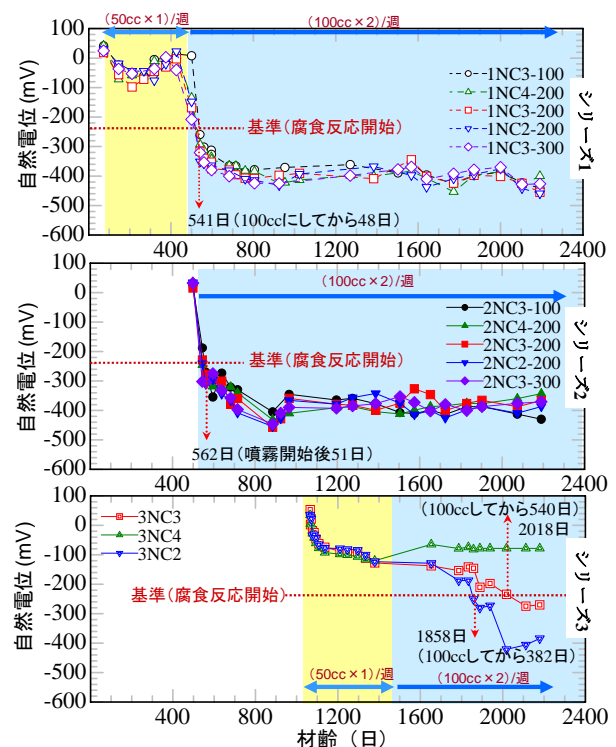 (50cc×1)/週
(100cc×2)/週
100
0
-100
-200
-300
-400
-500
-600
自然電位(mV)
1NC3-100
1NC4-200
1NC3-200
1NC2-200
1NC3-300
基準(腐食反応開始)
541日(100ccにしてから48日)
シリーズ1
0 400 800 1200 1600 2000 2400
(100cc×2)/週
100
0
-100
-200
-300
-400
-500
-600
自然電位(mV)
2NC3-100
2NC4-200
2NC3-200
2NC2-200
2NC3-300
基準(腐食反応開始)
562日(噴霧開始後51日)
シリーズ2
0 400 800 1200 1600 2000 2400
100
0
-100
-200
-300
-400
-500
-600
自然電位(mV)
3NC3
3NC4
3NC2
(100ccしてから540日)
2018日
基準(腐食反応開始)
1858日
(100ccしてから382日)
(50cc×1)/週
(100cc×2)/週
シリーズ3
0 400 800 1200 1600 2000 2400
材齢(日)